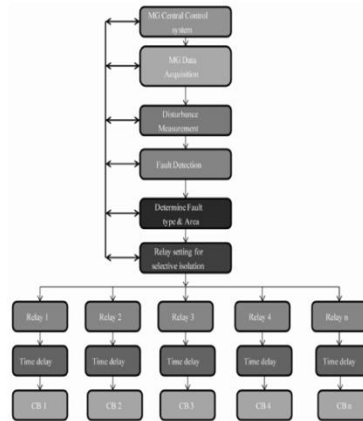 MG Central Control
system
MG Data
Acquisition
Disturbance
Measurement
Fault Detection
Determine Fault
type & Area
Relay setting for
selective isolation
Relay 1 Relay 2 Relay 3 Relay 4 Relay n
Time delay Time delay Time delay Time delay Time delay
CB 1 CB 2 CB 3 CB 4 CB n